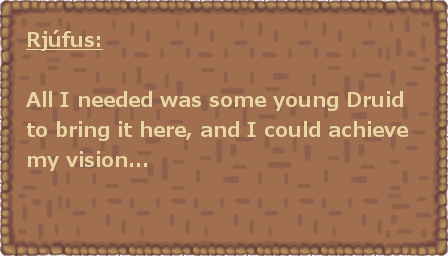 Rjúfus:
All I needed was some young Druid
to bring it here, and I could achieve
my vision...